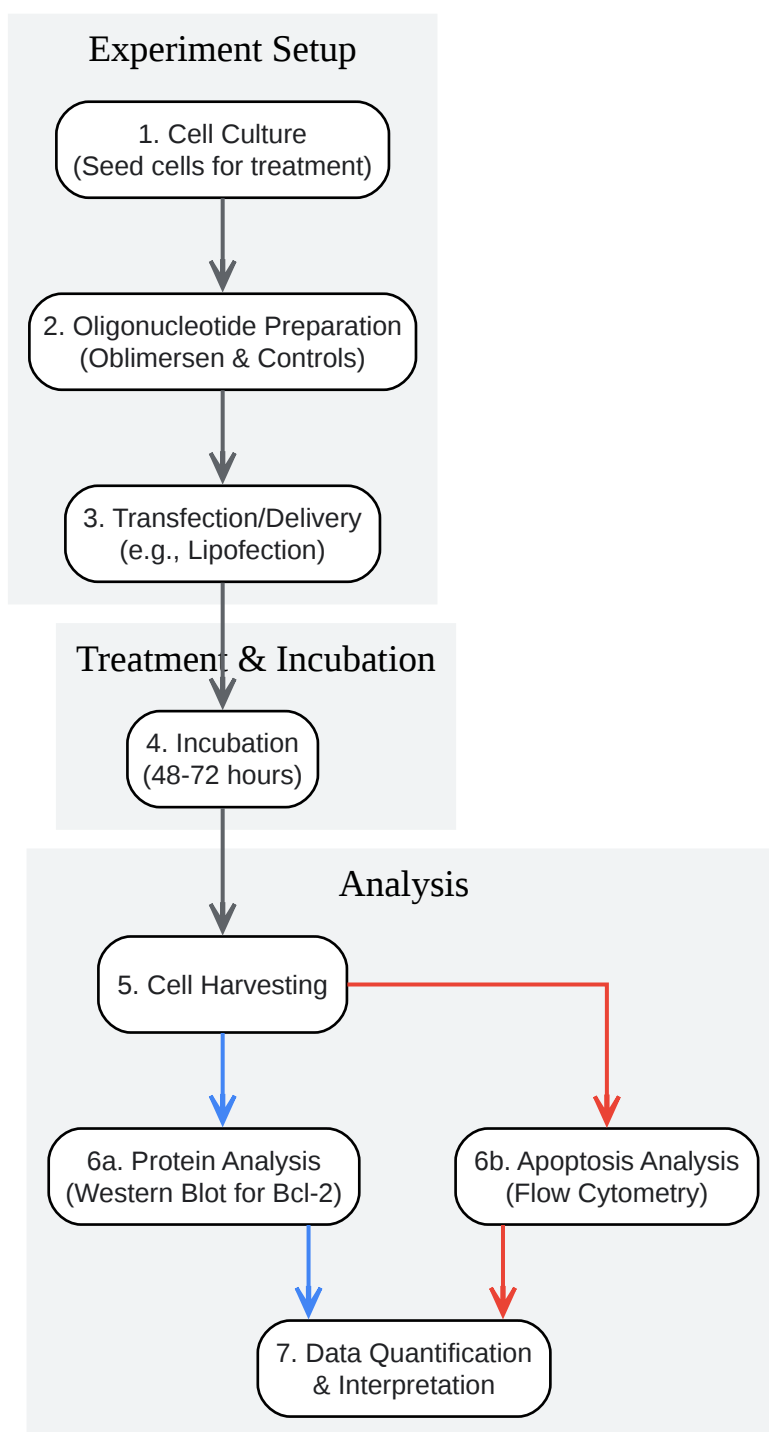 Experiment Setup
1. Cell Culture
(Seed cells for treatment)
2. Oligonucleotide Preparation
(Oblimersen & Controls)
3. Transfection/Delivery
(e.g., Lipofection)
Treatment & Incubation
4. Incubation
(48-72 hours)
Analysis
5. Cell Harvesting
6a. Protein Analysis
(Western Blot for Bcl-2)
6b. Apoptosis Analysis
(Flow Cytometry)
7. Data Quantification
& Interpretation